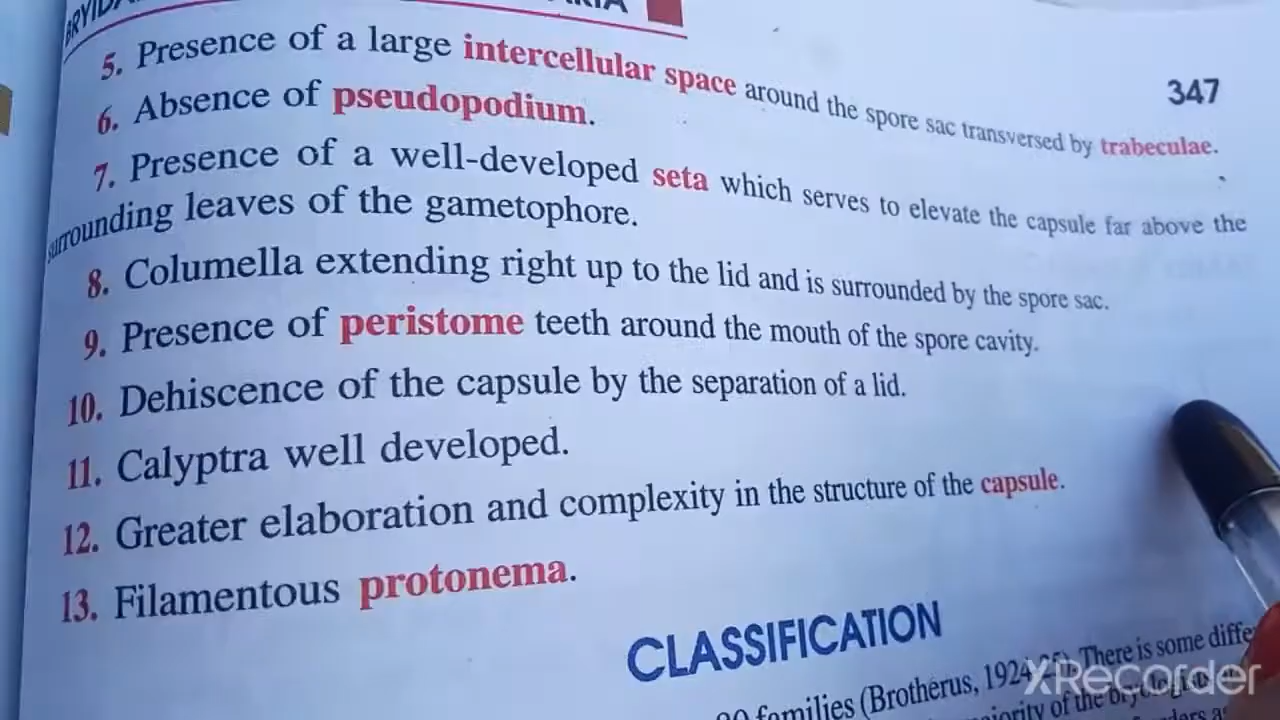 347
5. Presence of a large intercellular space around the spore sac transversed by trabeculae.
6. Absence of pseudopodium.
7. Presence of a well-developed seta which serves to elevate the capsule far above the
surrounding leaves of the gametophore.
8. Columella extending right up to the lid and is surrounded by the spore sac.
9. Presence of peristome teeth around the mouth of the spore cavity.
10. Dehiscence of the capsule by the separation of a lid.
11. Calyptra well developed.
12. Greater elaboration and complexity in the structure of the capsule.
13. Filamentous protonema.
CLASSIFICATION
families (Brotherus, 1924 There is some
of the
XRecorder